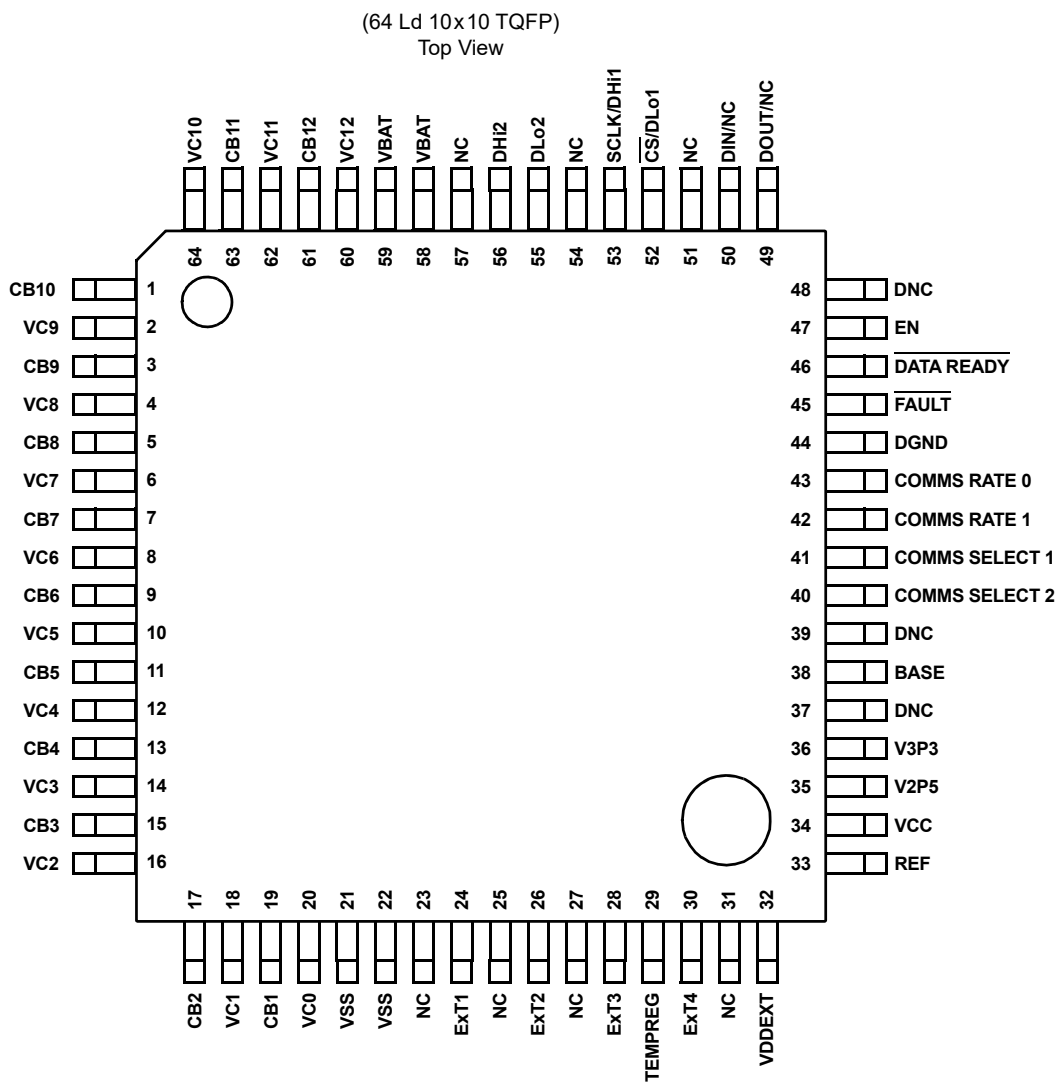 (64 Ld 10x10 TQFP)
Top View
VC10
CB11
VC11
CB12
VC12
VBAT
VBAT
NC
DHi2
DLo2
NC
SCLK/DHi1
CS/DLo1
NC
DIN/NC
DOUT/NC
64 63 62 61 60 59 58 57 56 55 54 53 52 51 50 49
CB10 1
VC9 2
CB9 3
VC8 4
CB8 5
VC7 6
CB7 7
VC6 8
CB6 9
VC5 10
CB5 11
VC4 12
CB4 13
VC3 14
CB3 15
VC2 16
48 DNC
47 EN
46 DATA READY
45 FAULT
44 DGND
43 COMMS RATE 0
42 COMMS RATE 1
41 COMMS SELECT 1
40 COMMS SELECT 2
39 DNC
38 BASE
37 DNC
36 V3P3
35 V2P5
34 VCC
33 REF
17 18 19 20 21 22 23 24 25 26 27 28 29 30 31 32
CB2
VC1
CB1
VC0
VSS
VSS
NC
ExT1
NC
ExT2
NC
ExT3
TEMPREG
ExT4
NC
VDDEXT